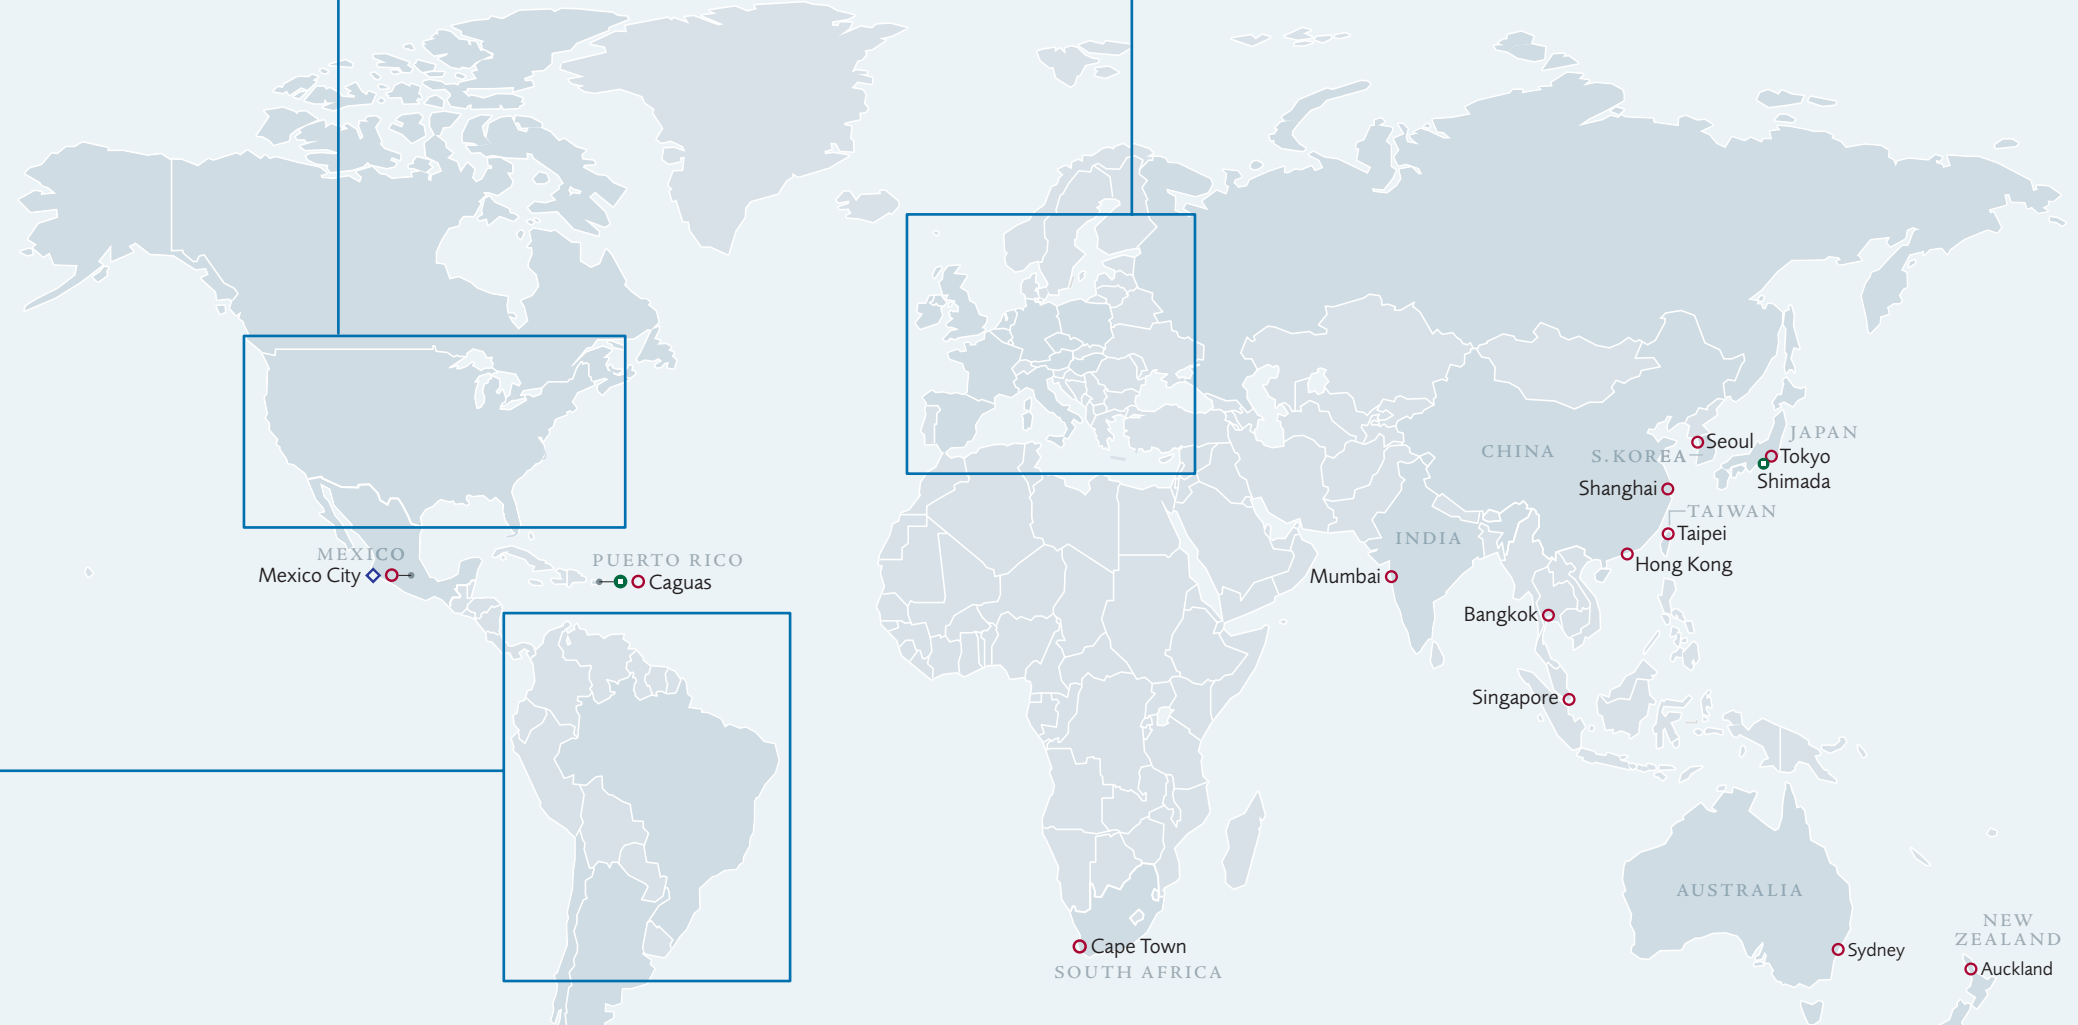 MEXICO
Mexico City
PUERTO RICO
Caguas
CHINA
S.KOREA
Seoul
JAPAN
Tokyo
Shimada
Shanghai
TAIWAN
Taipei
Hong Kong
INDIA
Mumbai
Bangkok
Singapore
Cape Town
SOUTH AFRICA
AUSTRALIA
Sydney
NEW
ZEALAND
Auckland